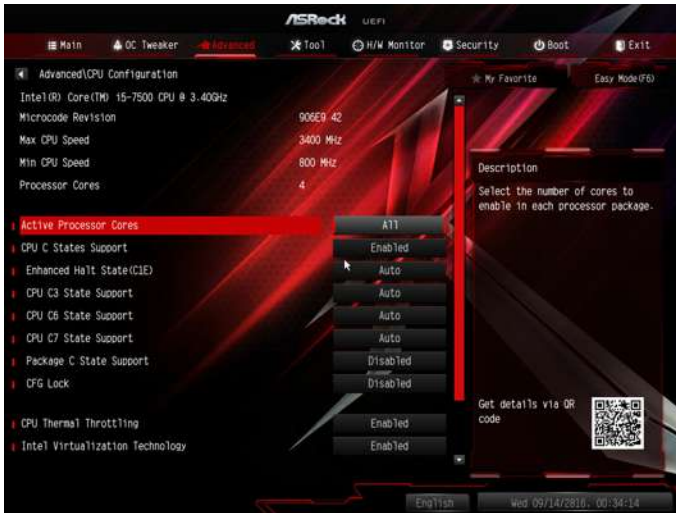 ASRock UEFI
Main OC Tweaker Advanced Tool H/W Monitor Security Boot Exit
Advanced\CPU Configuration
My Favorite Easy Mode(F6)
Intel(R) Core(TM) i5-7500 CPU @ 3.40GHz
Microcode Revision 906E9 42
Max CPU Speed 3400 MHz
Min CPU Speed 800 MHz
Processor Cores 4
Active Processor Cores All
CPU C States Support Enabled
Enhanced Halt State(C1E) Auto
CPU C3 State Support Auto
CPU C6 State Support Auto
CPU C7 State Support Auto
Package C State Support Disabled
CFG Lock Disabled
CPU Thermal Throttling Enabled
Intel Virtualization Technology Enabled
Description
Select the number of cores to
enable in each processor package.
Get details via QR
code
English Wed 09/14/2816. 00:34:14